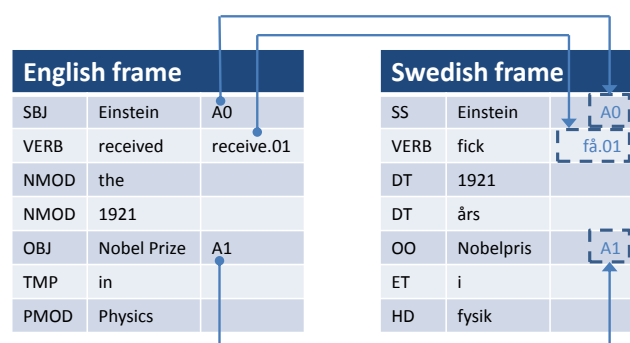 English frame
SBJ Einstein A0
VERB received receive.01
NMOD the
NMOD 1921
OBJ Nobel Prize A1
TMP in
PMOD Physics
Swedish frame
SS Einstein A0
VERB fick få.01
DT 1921
DT års
OO Nobelpris A1
ET i
HD fysik